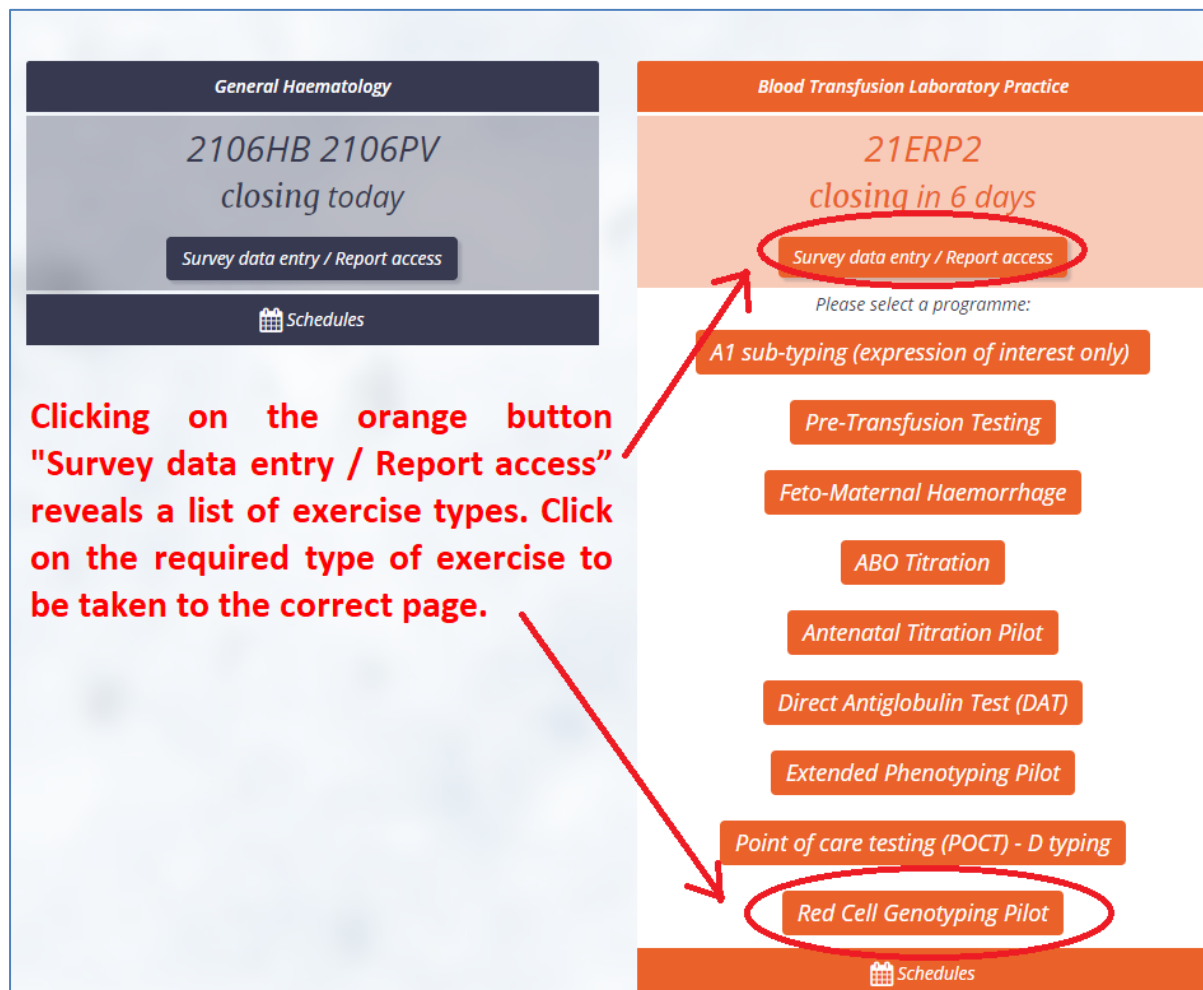 General Haematology
2106HB 2106PV
closing today
Survey data entry / Report access
Schedules
Clicking on the orange button
"Survey data entry / Report access”
reveals a list of exercise types. Click
on the required type of exercise to
be taken to the correct page.
Blood Transfusion Laboratory Practice
21ERP2
closing in 6 days
Survey data entry / Report access
Please select a programme:
A1 sub-typing (expression of interest only)
Pre-Transfusion Testing
Feto-Maternal Haemorrhage
ABO Titration
Antenatal Titration Pilot
Direct Antiglobulin Test (DAT)
Extended Phenotyping Pilot
Point of care testing (POCT) - D typing
Red Cell Genotyping Pilot
Schedules